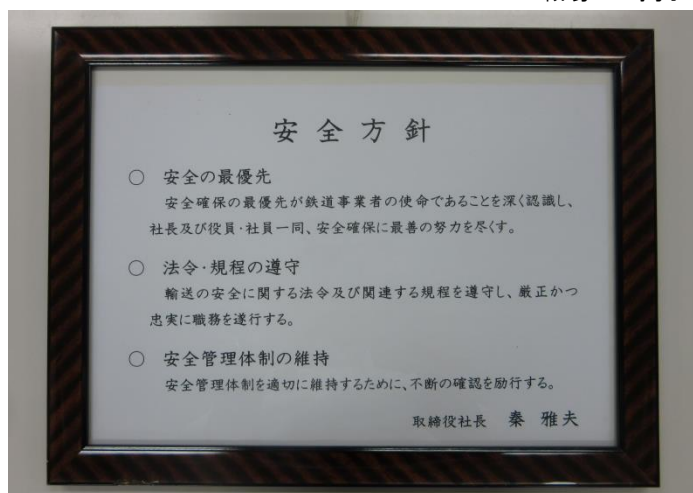 安全方針
○ 安全の最優先
安全確保の最優先が鉄道事業者の使命であることを深く認識し、
社長及び役員・社員一同、安全確保に最善の努力を尽くす。
○ 法令・規程の遵守
輸送の安全に関する法令及び関連する規程を遵守し、厳正かつ
忠実に職務を遂行する。
○ 安全管理体制の維持
安全管理体制を適切に維持するために、不断の確認を励行する。
取締役社長 秦 雅夫